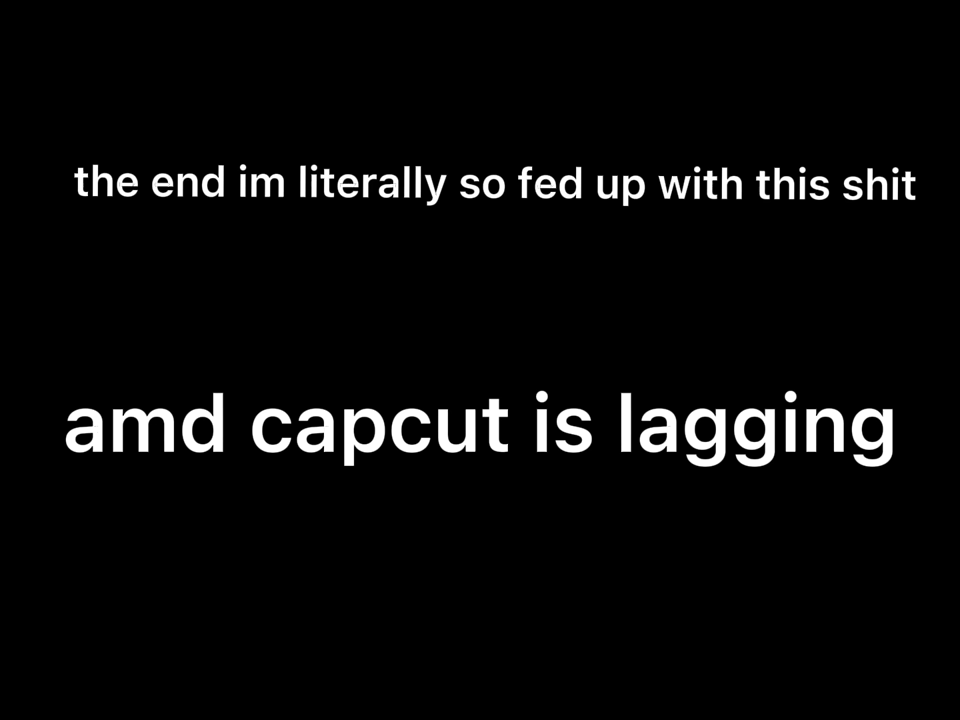 the end im literally so fed up with this shit
amd capcut is lagging